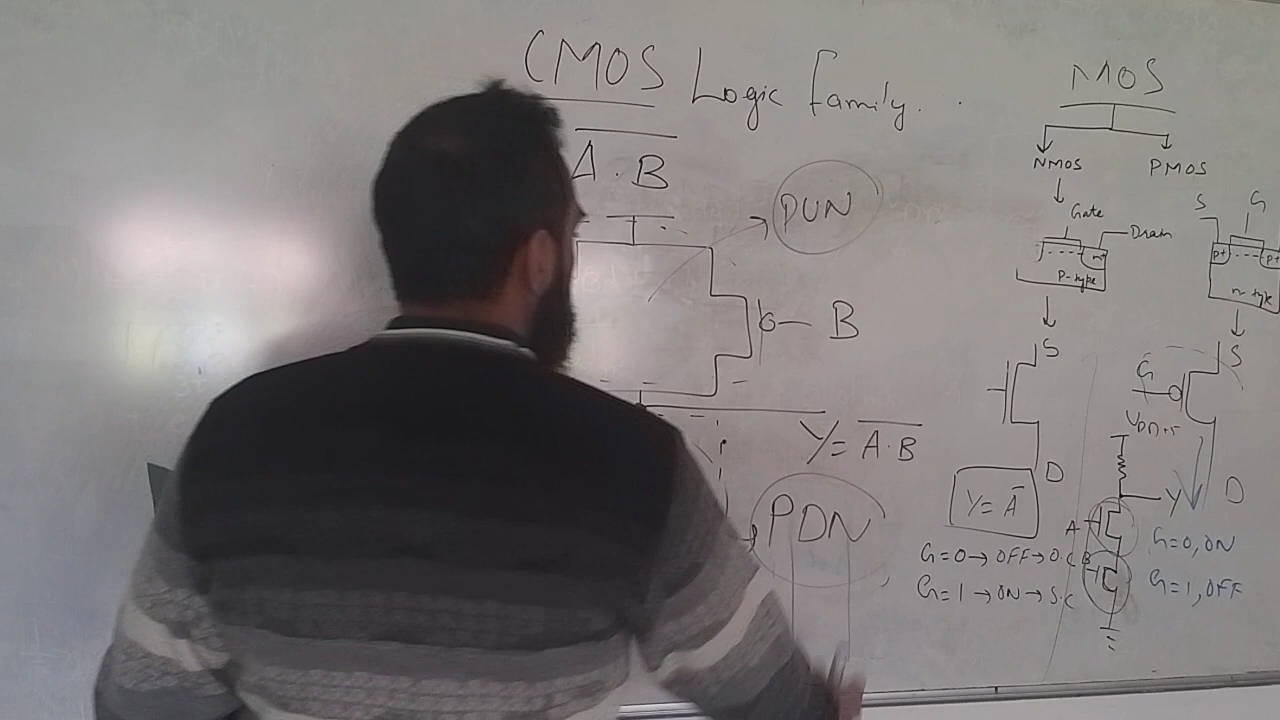 CMOS Logic Family.
A.B
PUN
B
Y = A.B
PDN
MOS
NMOS PMOS
Gate
Drain
P-type
S G
p+ p+
n-type
S
D
Y = A
G=0 → OFF → O.C
G=1 → ON → S.C
S
G
D
Y
A
B
G=0, ON
G=1, OFF